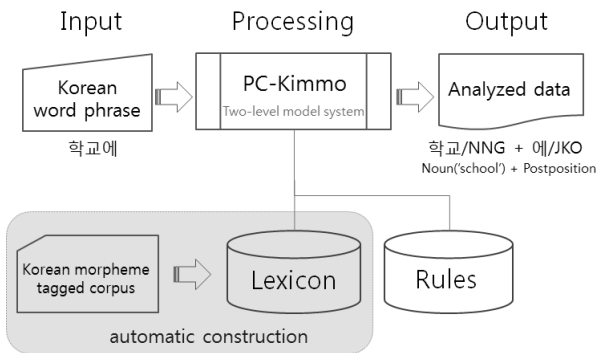 Input
Processing
Output
Korean
word phrase
PC-Kimmo
Two-level model system
Analyzed data
학교에
학교/NNG + 에/JKO
Noun('school') + Postposition
Korean morpheme
tagged corpus
Lexicon
Rules
automatic construction